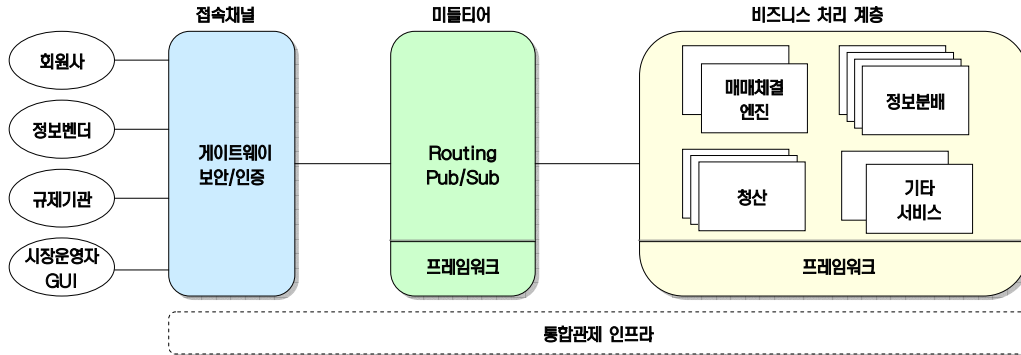 접속채널
미들티어
비즈니스 처리 계층
회원사
정보벤더
규제기관
시장운영자
GUI
게이트웨이
보안/인증
Routing
Pub/Sub
프레임워크
매매체결
엔진
정보분배
청산
기타
서비스
프레임워크
통합관제 인프라